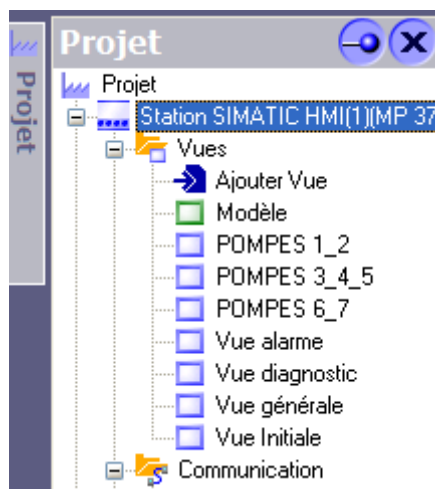 Projet
Projet
Projet
Station SIMATIC HMI(1)(MP 37
Vues
Ajouter Vue
Modèle
POMPES 1_2
POMPES 3_4_5
POMPES 6_7
Vue alarme
Vue diagnostic
Vue générale
Vue Initiale
Communication